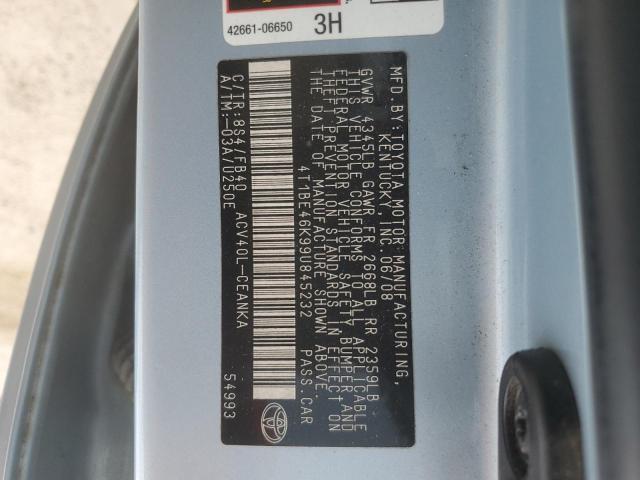 42661-06650 3H
MFD. BY: TOYOTA MOTOR MANUFACTURING,
KENTUCKY, INC. 06/08
GVWR 4345LB GAWR FR 2668LB RR 2359LB
THIS VEHICLE CONFORMS TO ALL APPLICABLE
FEDERAL MOTOR VEHICLE SAFETY, BUMPER, AND
THEFT PREVENTION STANDARDS IN EFFECT ON
THE DATE OF MANUFACTURE SHOWN ABOVE.
4T1BE46K99U845232 PASS.CAR
C/TR:8S4/FB40 ACV40L-CEANKA
A/TM:-03A/U250E 54993